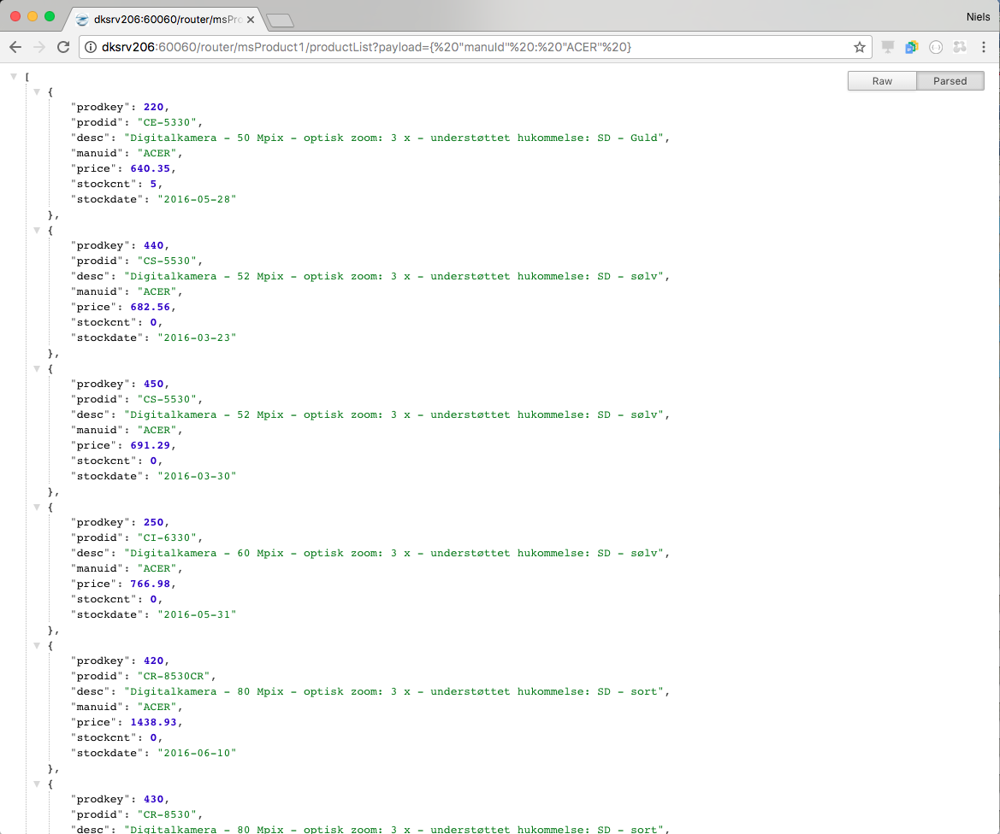 dksrv206:60060/router/msPro
Niels
dksrv206:60060/router/msProduct1/productList?payload={%20"manuId"%20:%20"ACER"%20}
Raw
Parsed
[
{
"prodkey": 220,
"prodid": "CE-5330",
"desc": "Digitalkamera - 50 Mpix - optisk zoom: 3 x - understøttet hukommelse: SD - Guld",
"manuid": "ACER",
"price": 640.35,
"stockcnt": 5,
"stockdate": "2016-05-28"
},
{
"prodkey": 440,
"prodid": "CS-5530",
"desc": "Digitalkamera - 52 Mpix - optisk zoom: 3 x - understøttet hukommelse: SD - sølv",
"manuid": "ACER",
"price": 682.56,
"stockcnt": 0,
"stockdate": "2016-03-23"
},
{
"prodkey": 450,
"prodid": "CS-5530",
"desc": "Digitalkamera - 52 Mpix - optisk zoom: 3 x - understøttet hukommelse: SD - sølv",
"manuid": "ACER",
"price": 691.29,
"stockcnt": 0,
"stockdate": "2016-03-30"
},
{
"prodkey": 250,
"prodid": "CI-6330",
"desc": "Digitalkamera - 60 Mpix - optisk zoom: 3 x - understøttet hukommelse: SD - sølv",
"manuid": "ACER",
"price": 766.98,
"stockcnt": 0,
"stockdate": "2016-05-31"
},
{
"prodkey": 420,
"prodid": "CR-8530CR",
"desc": "Digitalkamera - 80 Mpix - optisk zoom: 3 x - understøttet hukommelse: SD - sort",
"manuid": "ACER",
"price": 1438.93,
"stockcnt": 0,
"stockdate": "2016-06-10"
},
{
"prodkey": 430,
"prodid": "CR-8530",
"desc": "Digitalkamera - 80 Mpix - optisk zoom: 3 x - understøttet hukommelse: SD - sort",